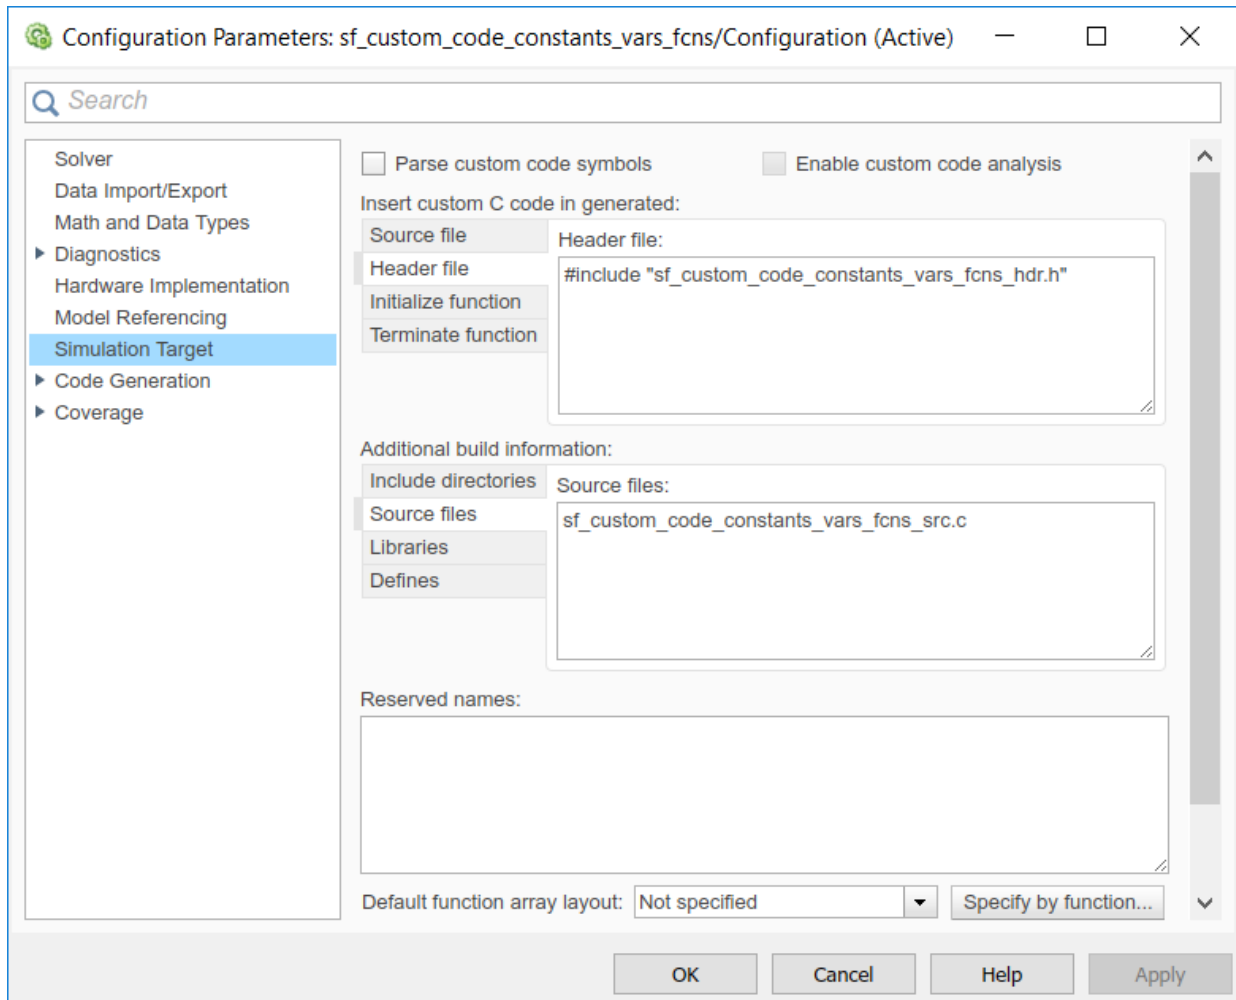 Configuration Parameters: sf_custom_code_constants_vars_fcns/Configuration (Active)
Search
Solver
Data Import/Export
Math and Data Types
Diagnostics
Hardware Implementation
Model Referencing
Simulation Target
Code Generation
Coverage
Parse custom code symbols
Enable custom code analysis
Insert custom C code in generated:
Source file
Header file
Initialize function
Terminate function
Header file:
#include "sf_custom_code_constants_vars_fcns_hdr.h"
Additional build information:
Include directories
Source files
Libraries
Defines
Source files:
sf_custom_code_constants_vars_fcns_src.c
Reserved names:
Default function array layout: Not specified
Specify by function...
OK
Cancel
Help
Apply